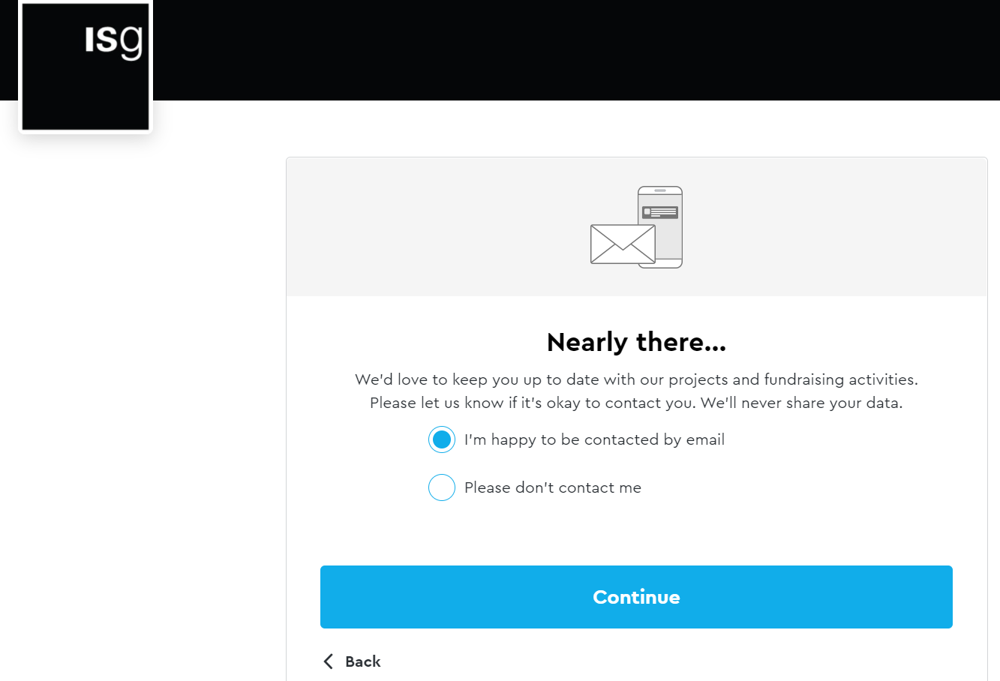 ISg
Nearly there...
We'd love to keep you up to date with our projects and fundraising activities.
Please let us know if it's okay to contact you. We'll never share your data.
I'm happy to be contacted by email
Please don't contact me
Continue
Back